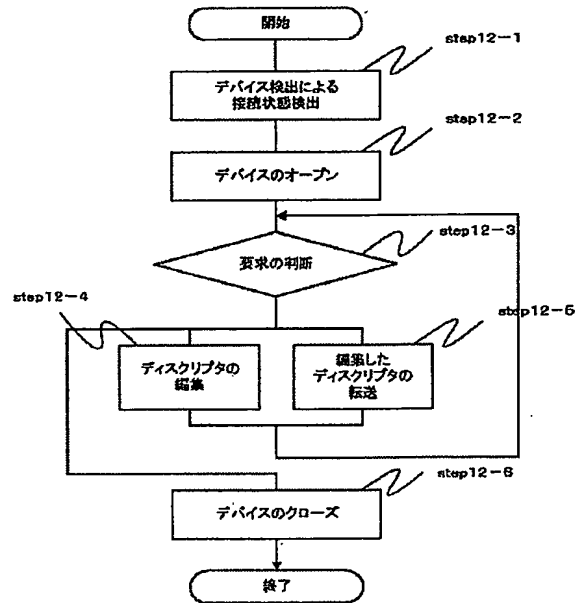 開始
step12-1
デバイス検出による
接続状態検出
step12-2
デバイスのオープン
step12-3
要求の判断
step12-4
step12-5
ディスクリプタの
編集
編集した
ディスクリプタの
転送
step12-6
デバイスのクローズ
終了